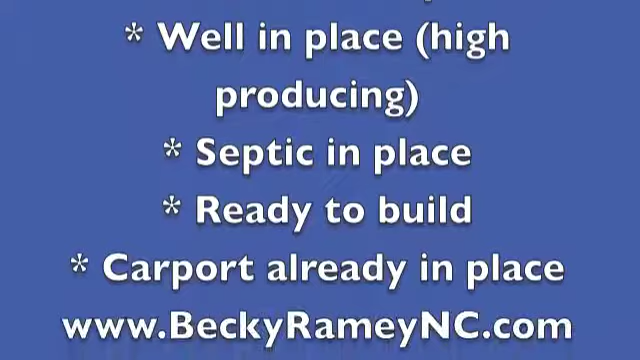 * Well in place (high
producing)
* Septic in place
* Ready to build
* Carport already in place
www.BeckyRameyNC.com